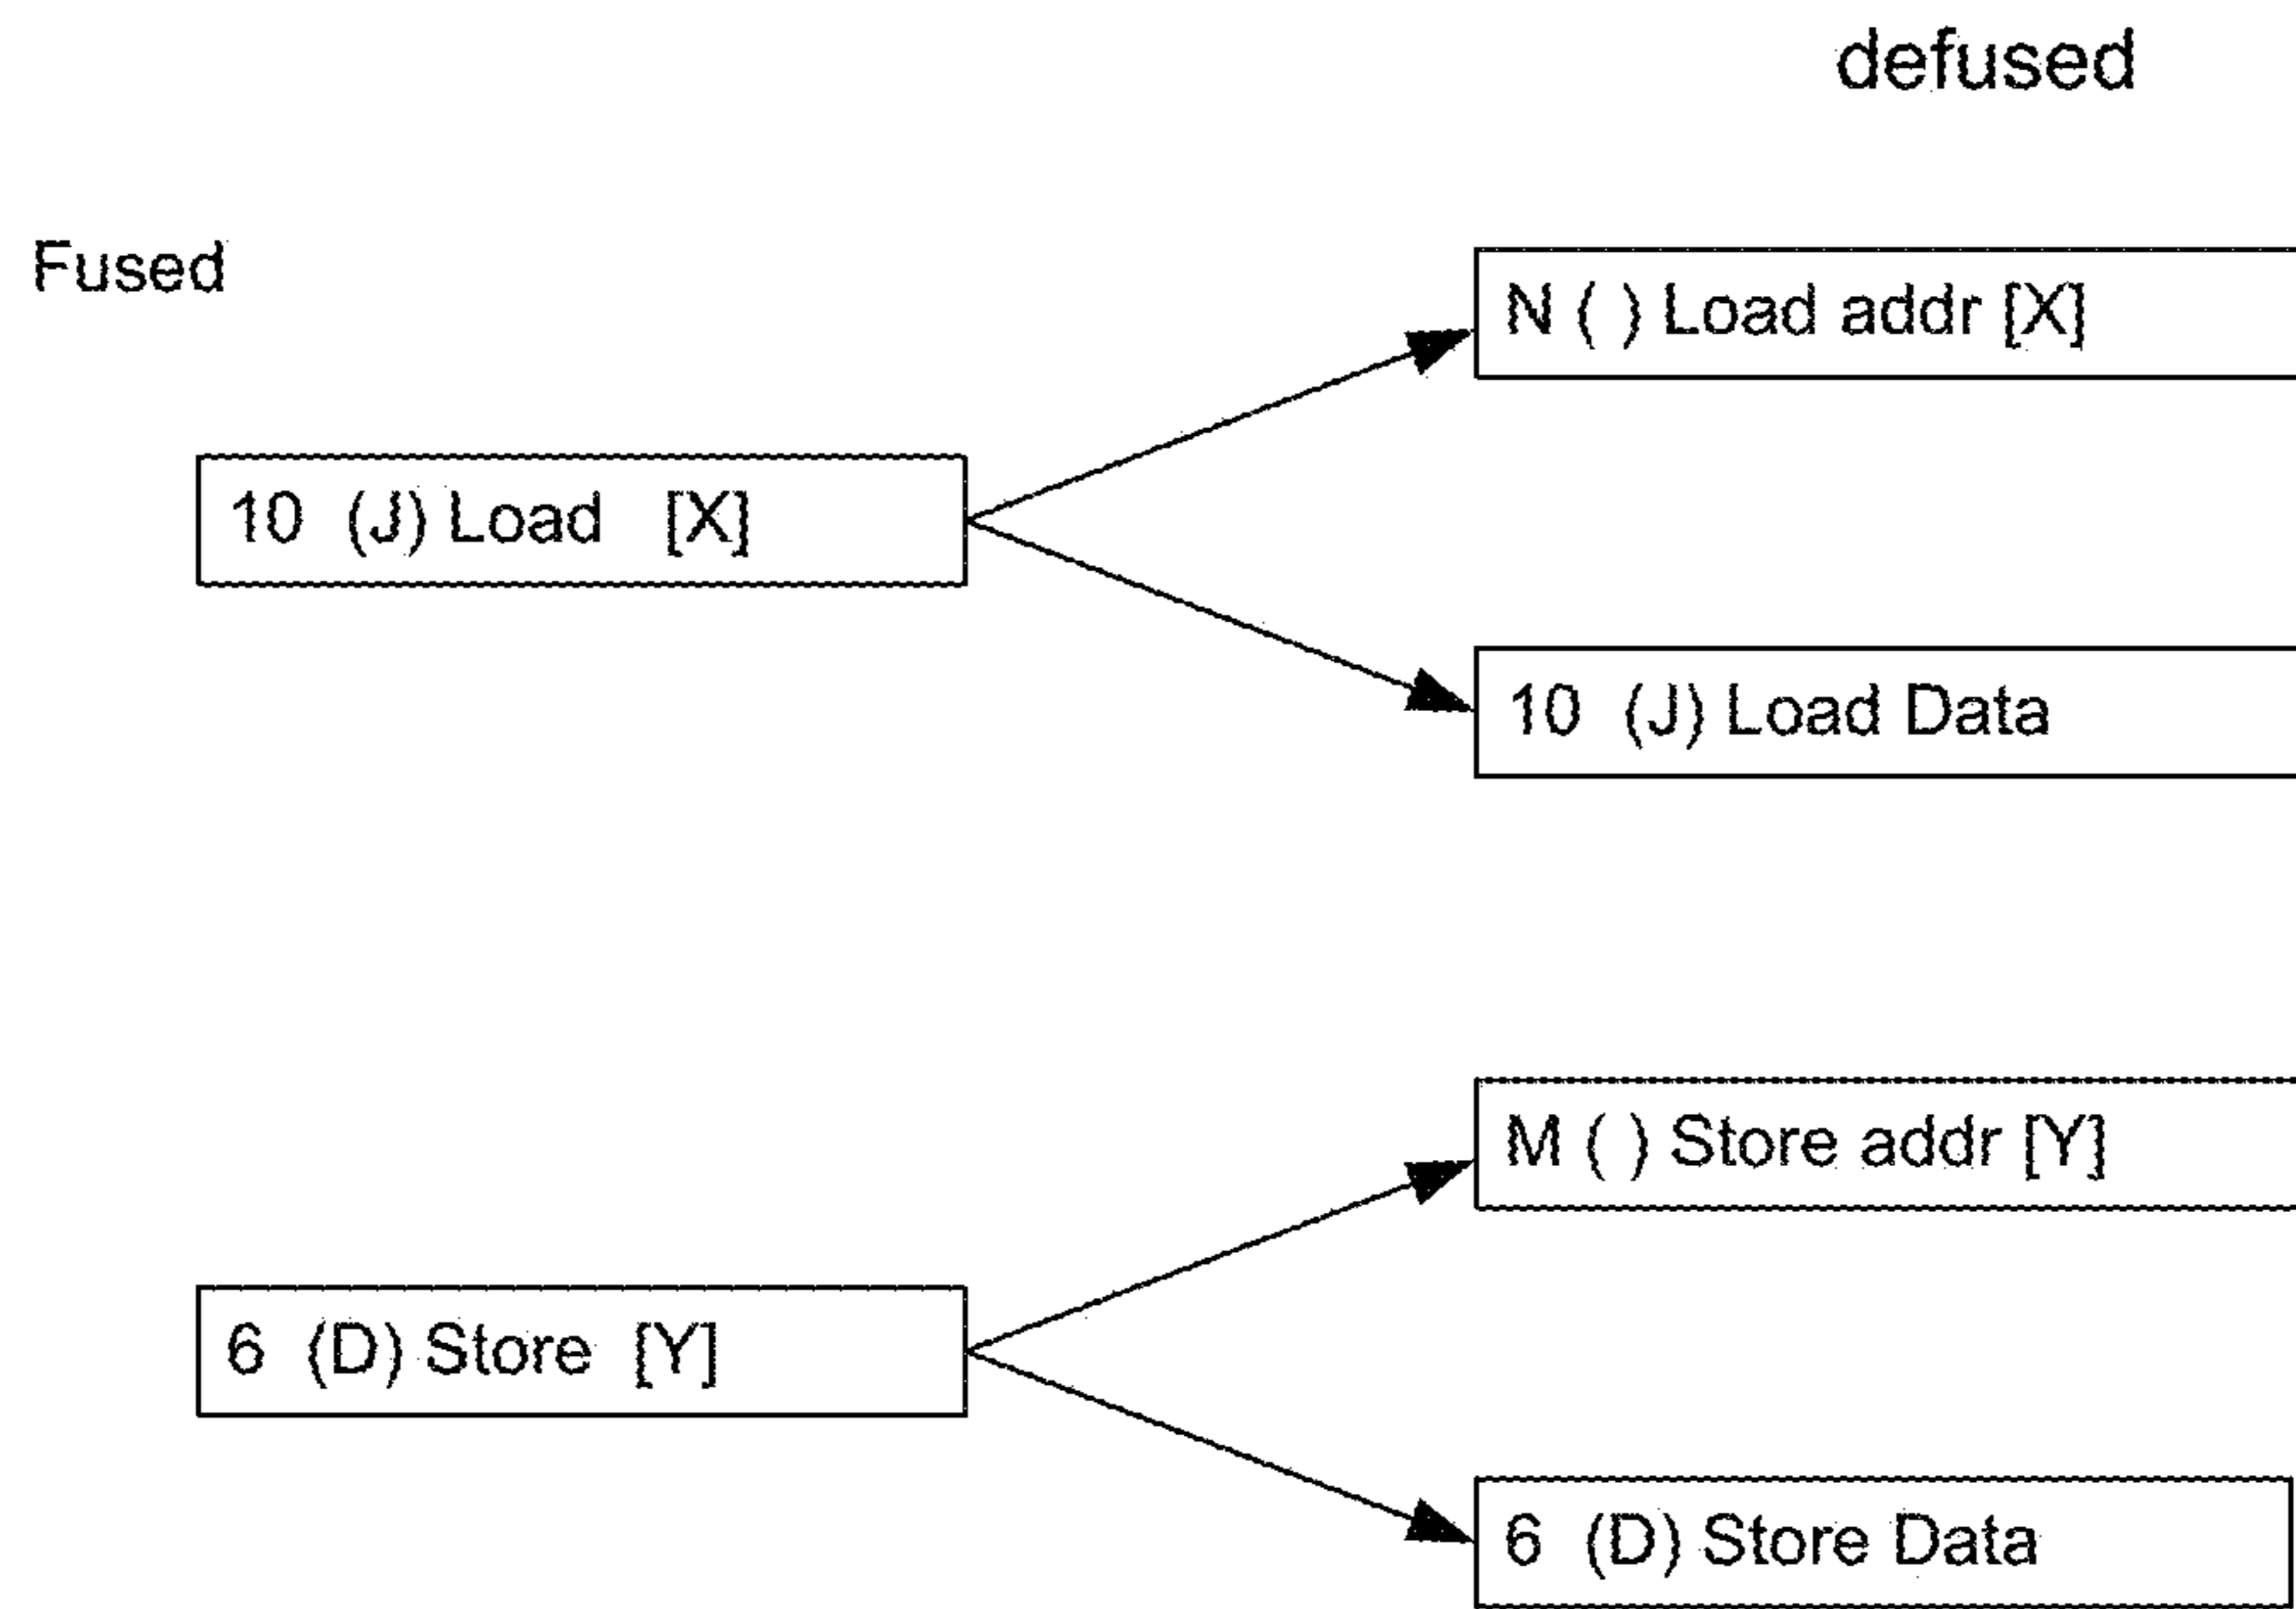 defused
Fused
N ( ) Load addr [X]
10 (J) Load [X]
10 (J) Load Data
M ( ) Store addr [Y]
6 (D) Store [Y]
6 (D) Store Data